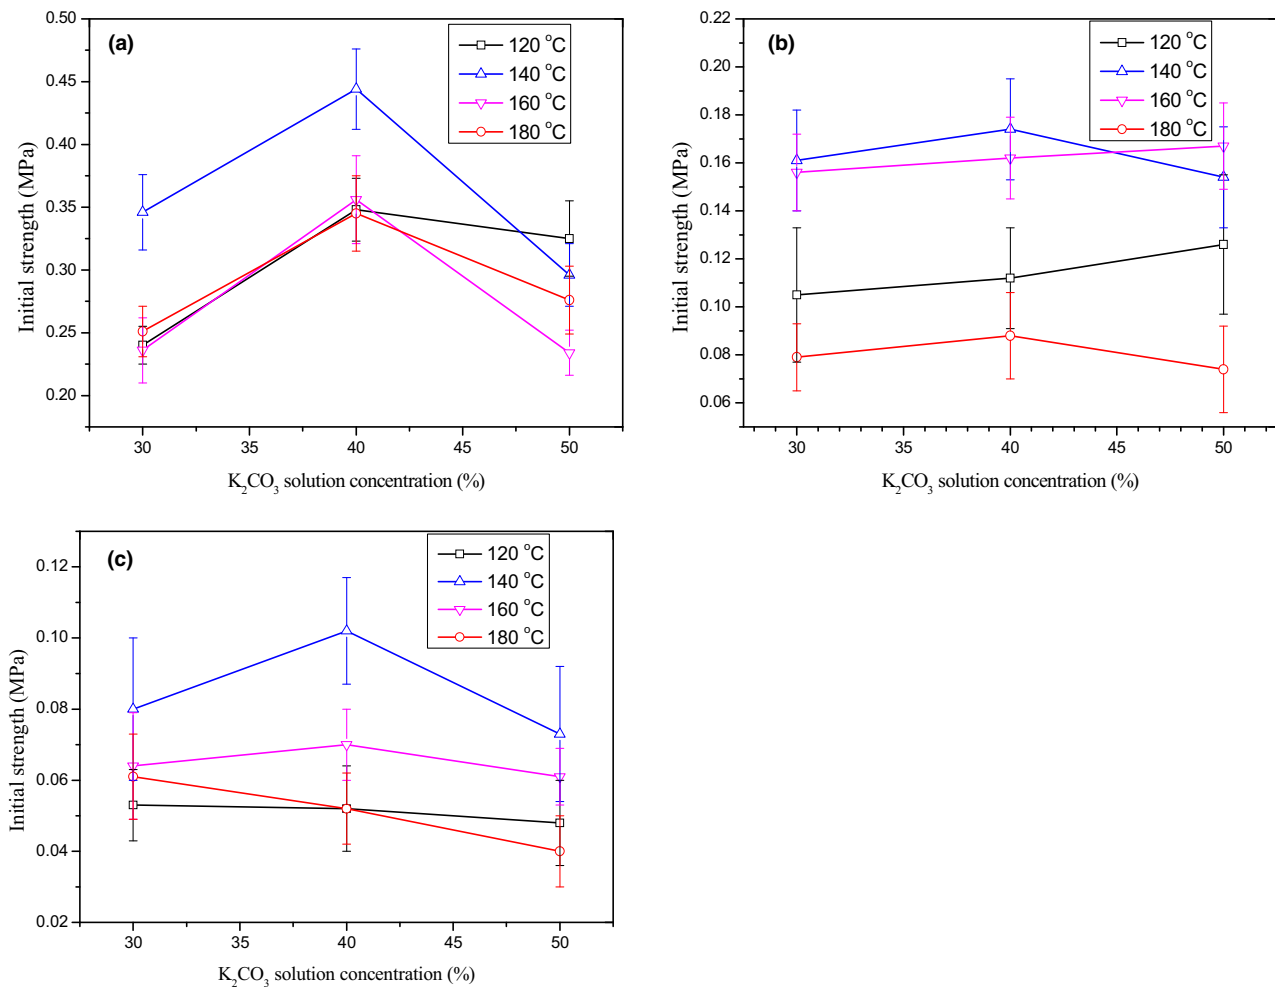 (a)
120 °C
140 °C
160 °C
180 °C
0.50
0.45
0.40
0.35
0.30
0.25
0.20
Initial strength (MPa)
30 35 40 45 50
K₂CO₃ solution concentration (%)
(b)
120 °C
140 °C
160 °C
180 °C
0.22
0.20
0.18
0.16
0.14
0.12
0.10
0.08
0.06
Initial strength (MPa)
30 35 40 45 50
K₂CO₃ solution concentration (%)
(c)
120 °C
140 °C
160 °C
180 °C
0.12
0.10
0.08
0.06
0.04
0.02
Initial strength (MPa)
30 35 40 45 50
K₂CO₃ solution concentration (%)